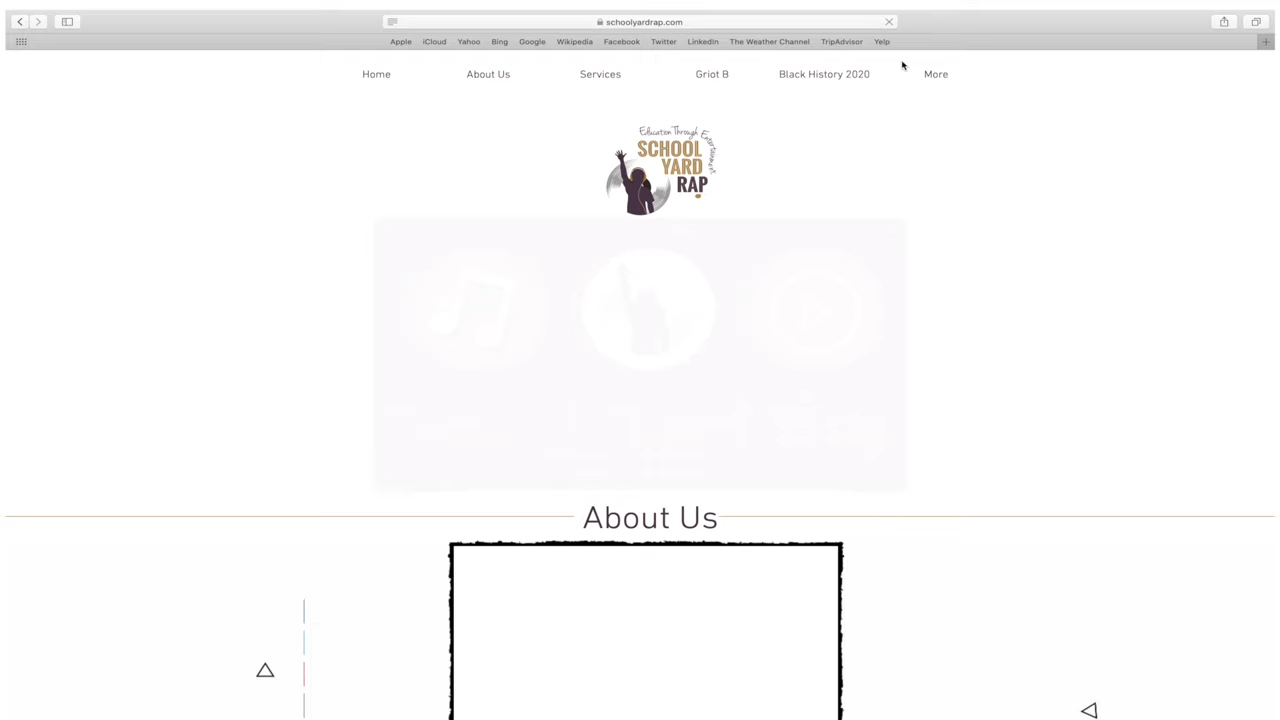 schoolyardrap.com
Apple iCloud Yahoo Bing Google Wikipedia Facebook Twitter LinkedIn The Weather Channel TripAdvisor Yelp
Home About Us Services Griot B Black History 2020 More
Education Through Entertainment
SCHOOL
YARD
RAP
About Us